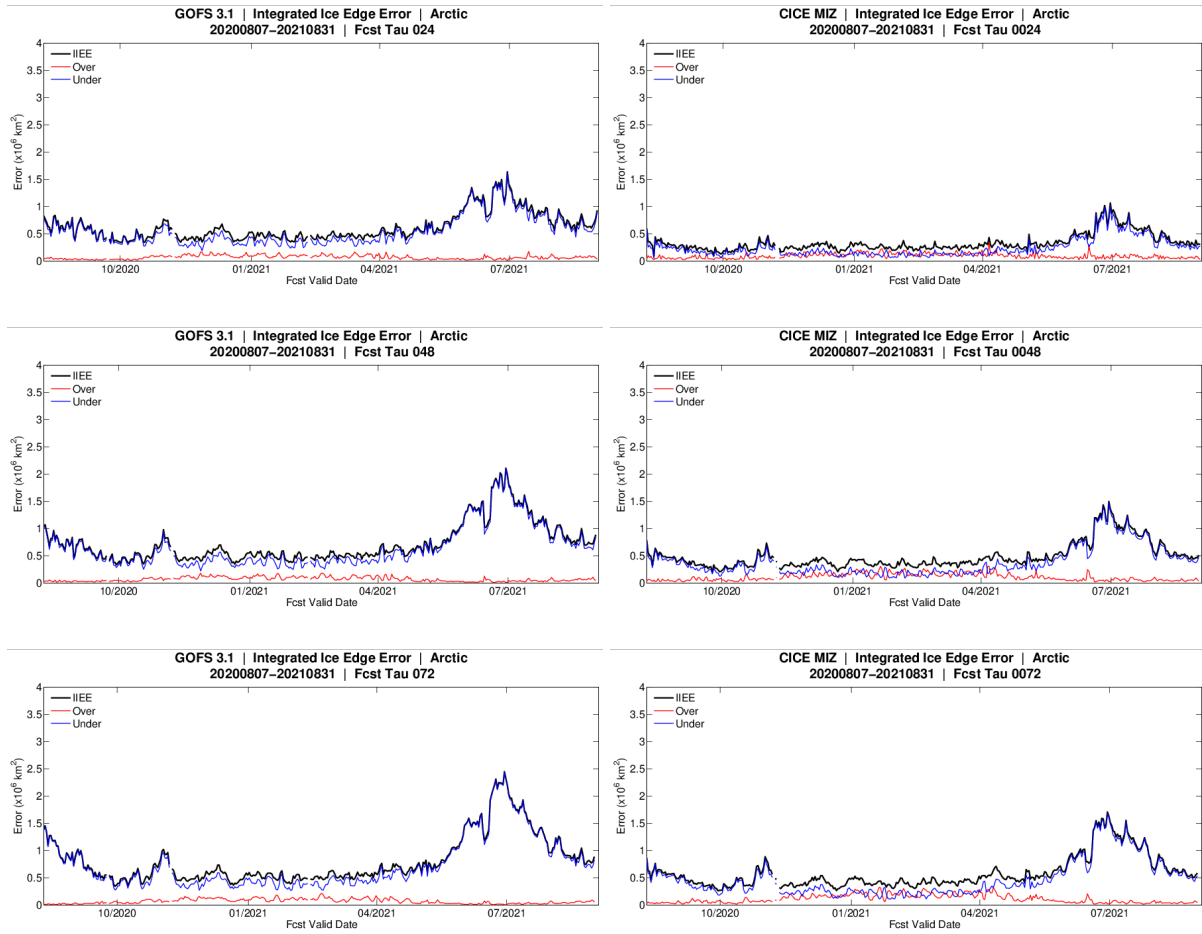 GOFS 3.1 | Integrated Ice Edge Error | Arctic
20200807−20210831 | Fcst Tau 024
4
3.5
3
2.5
2
1.5
1
0.5
0
Error (x10⁶ km²)
IIEE
Over
Under
10/2020
01/2021
04/2021
07/2021
Fcst Valid Date
CICE MIZ | Integrated Ice Edge Error | Arctic
20200807−20210831 | Fcst Tau 0024
4
3.5
3
2.5
2
1.5
1
0.5
0
Error (x10⁶ km²)
IIEE
Over
Under
10/2020
01/2021
04/2021
07/2021
Fcst Valid Date
GOFS 3.1 | Integrated Ice Edge Error | Arctic
20200807−20210831 | Fcst Tau 048
4
3.5
3
2.5
2
1.5
1
0.5
0
Error (x10⁶ km²)
IIEE
Over
Under
10/2020
01/2021
04/2021
07/2021
Fcst Valid Date
CICE MIZ | Integrated Ice Edge Error | Arctic
20200807−20210831 | Fcst Tau 0048
4
3.5
3
2.5
2
1.5
1
0.5
0
Error (x10⁶ km²)
IIEE
Over
Under
10/2020
01/2021
04/2021
07/2021
Fcst Valid Date
GOFS 3.1 | Integrated Ice Edge Error | Arctic
20200807−20210831 | Fcst Tau 072
4
3.5
3
2.5
2
1.5
1
0.5
0
Error (x10⁶ km²)
IIEE
Over
Under
10/2020
01/2021
04/2021
07/2021
Fcst Valid Date
CICE MIZ | Integrated Ice Edge Error | Arctic
20200807−20210831 | Fcst Tau 0072
4
3.5
3
2.5
2
1.5
1
0.5
0
Error (x10⁶ km²)
IIEE
Over
Under
10/2020
01/2021
04/2021
07/2021
Fcst Valid Date